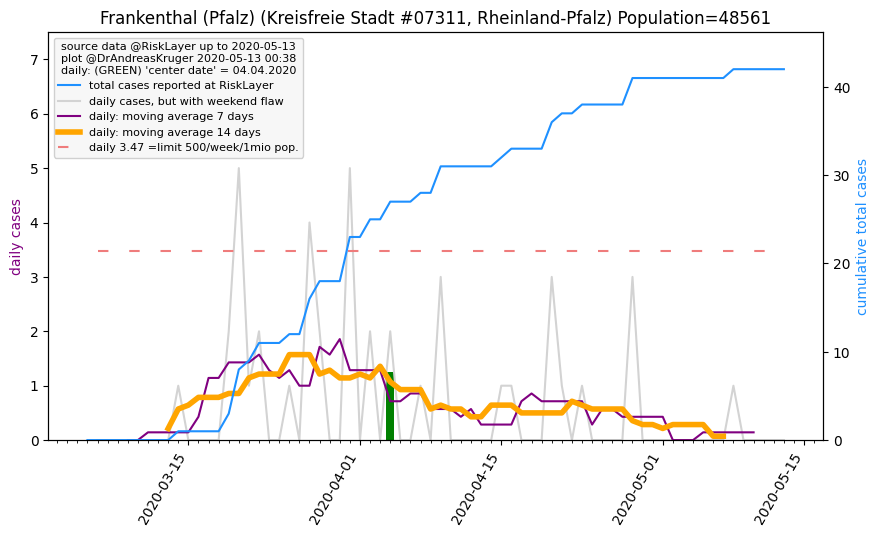 Frankenthal (Pfalz) (Kreisfreie Stadt #07311, Rheinland-Pfalz) Population=48561
source data @RiskLayer up to 2020-05-13
plot @DrAndreasKruger 2020-05-13 00:38
daily: (GREEN) 'center date' = 04.04.2020
total cases reported at RiskLayer
daily cases, but with weekend flaw
daily: moving average 7 days
daily: moving average 14 days
daily 3.47 =limit 500/week/1mio pop.
daily cases
7
6
5
4
3
2
1
0
cumulative total cases
40
30
20
10
0
2020-03-15
2020-04-01
2020-04-15
2020-05-01
2020-05-15